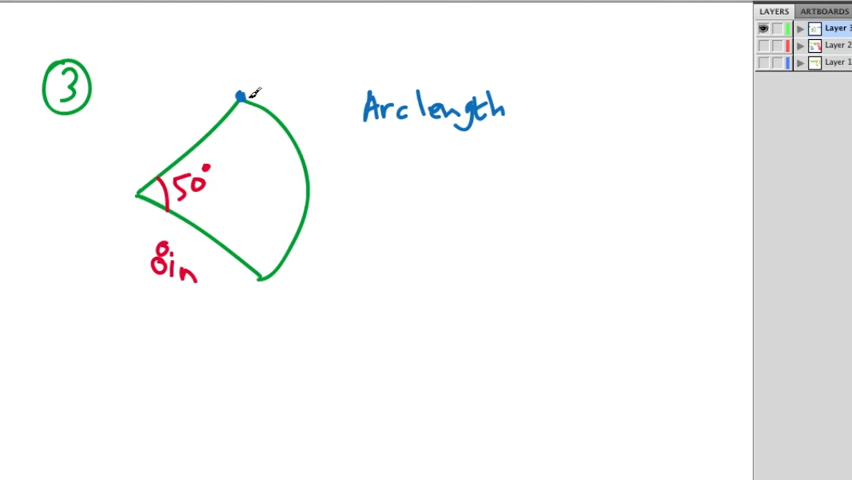 LAYERS ARTBOARDS
Layer 3
Layer 2
Layer 1
3
Arc length
50°
8in